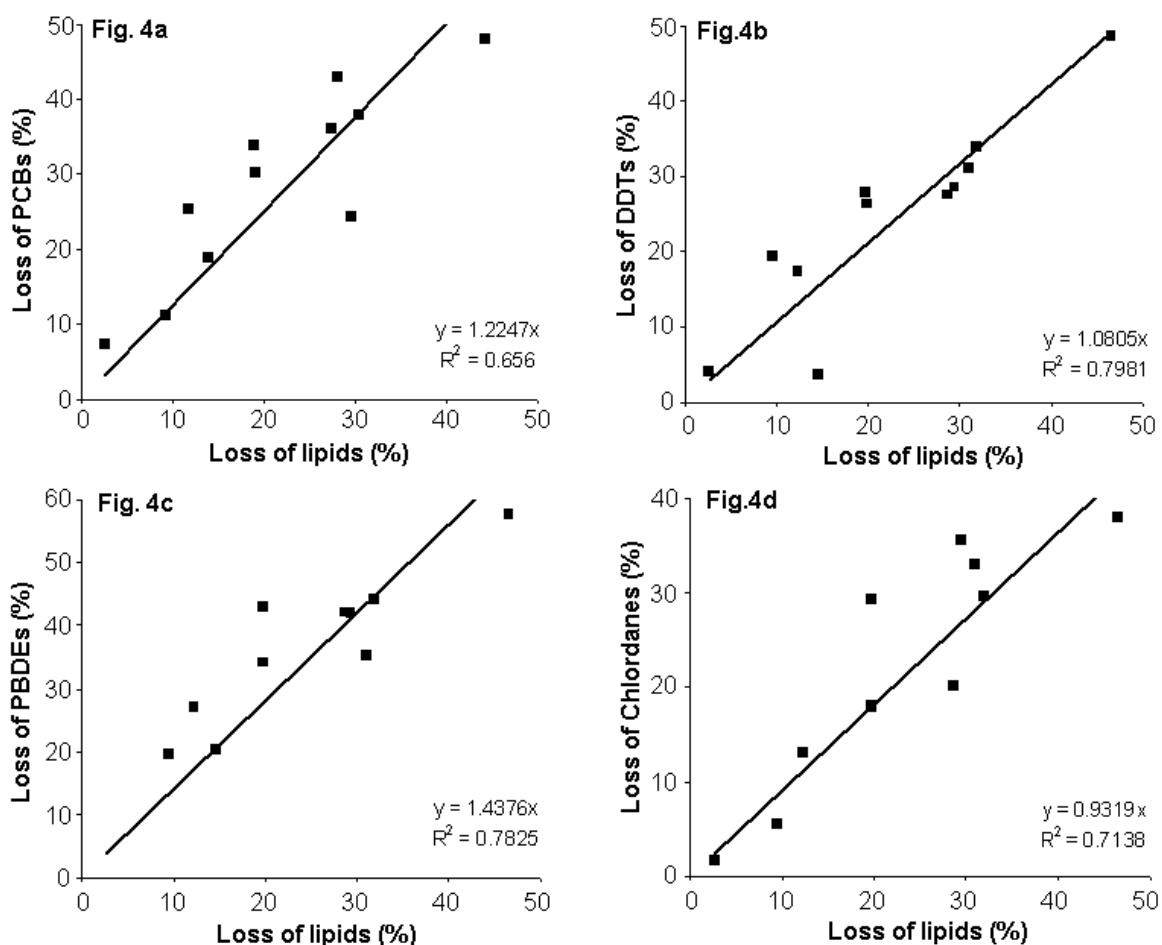 Fig. 4a
Loss of PCBs (%)
50
40
30
20
10
0
0 10 20 30 40 50
y = 1.2247x
R² = 0.656
Loss of lipids (%)
Fig.4b
Loss of DDTs (%)
50
40
30
20
10
0
0 10 20 30 40 50
y = 1.0805x
R² = 0.7981
Loss of lipids (%)
Fig. 4c
Loss of PBDEs (%)
60
50
40
30
20
10
0
0 10 20 30 40 50
y = 1.4376x
R² = 0.7825
Loss of lipids (%)
Fig.4d
Loss of Chlordanes (%)
40
30
20
10
0
0 10 20 30 40 50
y = 0.9319x
R² = 0.7138
Loss of lipids (%)